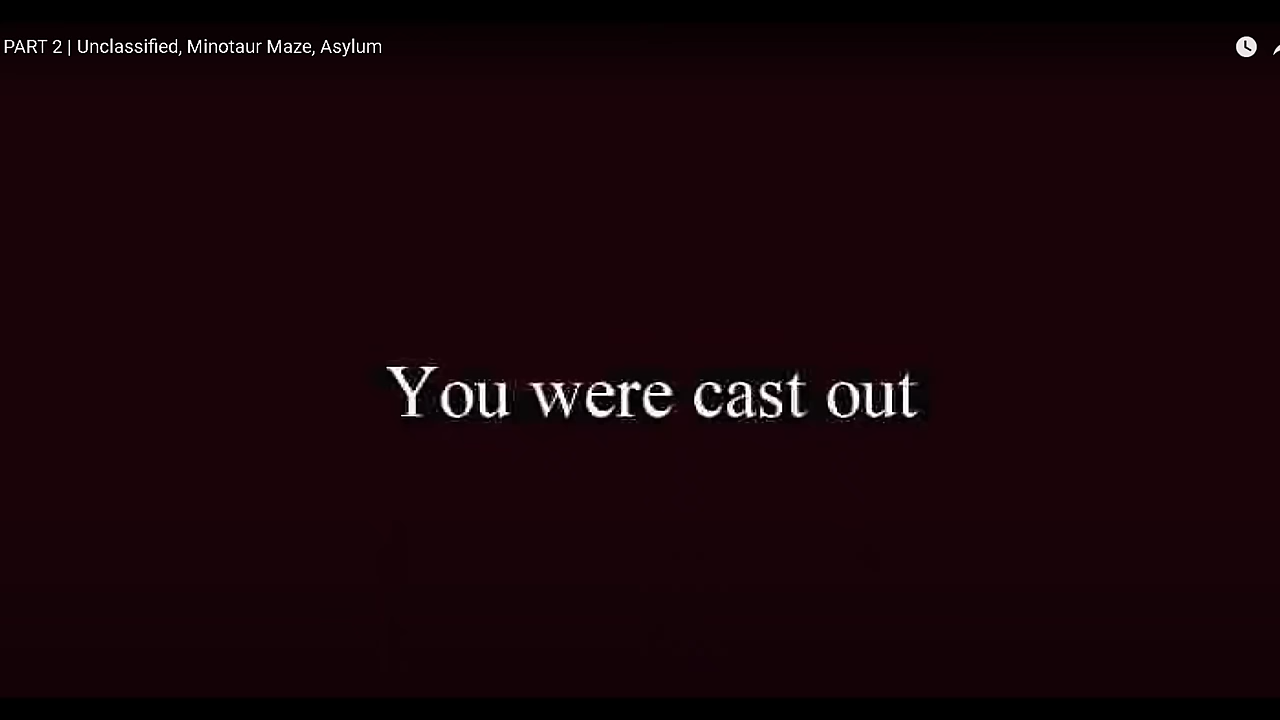 PART 2 | Unclassified, Minotaur Maze, Asylum
You were cast out